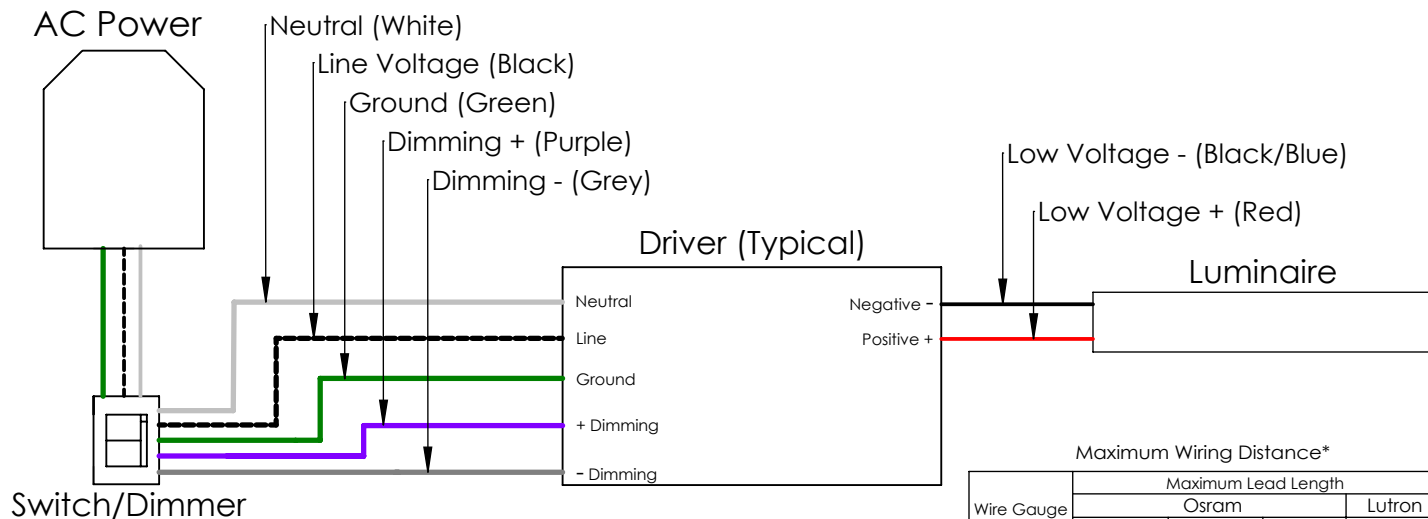 AC Power
Neutral (White)
Line Voltage (Black)
Ground (Green)
Dimming + (Purple)
Dimming - (Grey)
Low Voltage - (Black/Blue)
Low Voltage + (Red)
Driver (Typical)
Luminaire
Neutral
Negative -
Line
Positive +
Ground
+ Dimming
- Dimming
Switch/Dimmer
Maximum Wiring Distance*
Maximum Lead Length
Wire Gauge
Osram
Lutron